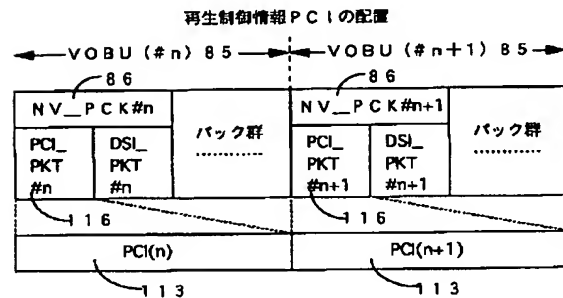 再生制御情報PCIの配置
VOBU(#n)85 VOBU(#n+1)85
86 86
NV_PCK#n パック群 NV_PCK#n+1 パック群
PCI_ DSI_ ......... PCI_ DSI_ .........
PKT PKT PKT PKT
#n #n #n+1 #n+1
116 116
PCI(n) PCI(n+1)
113 113